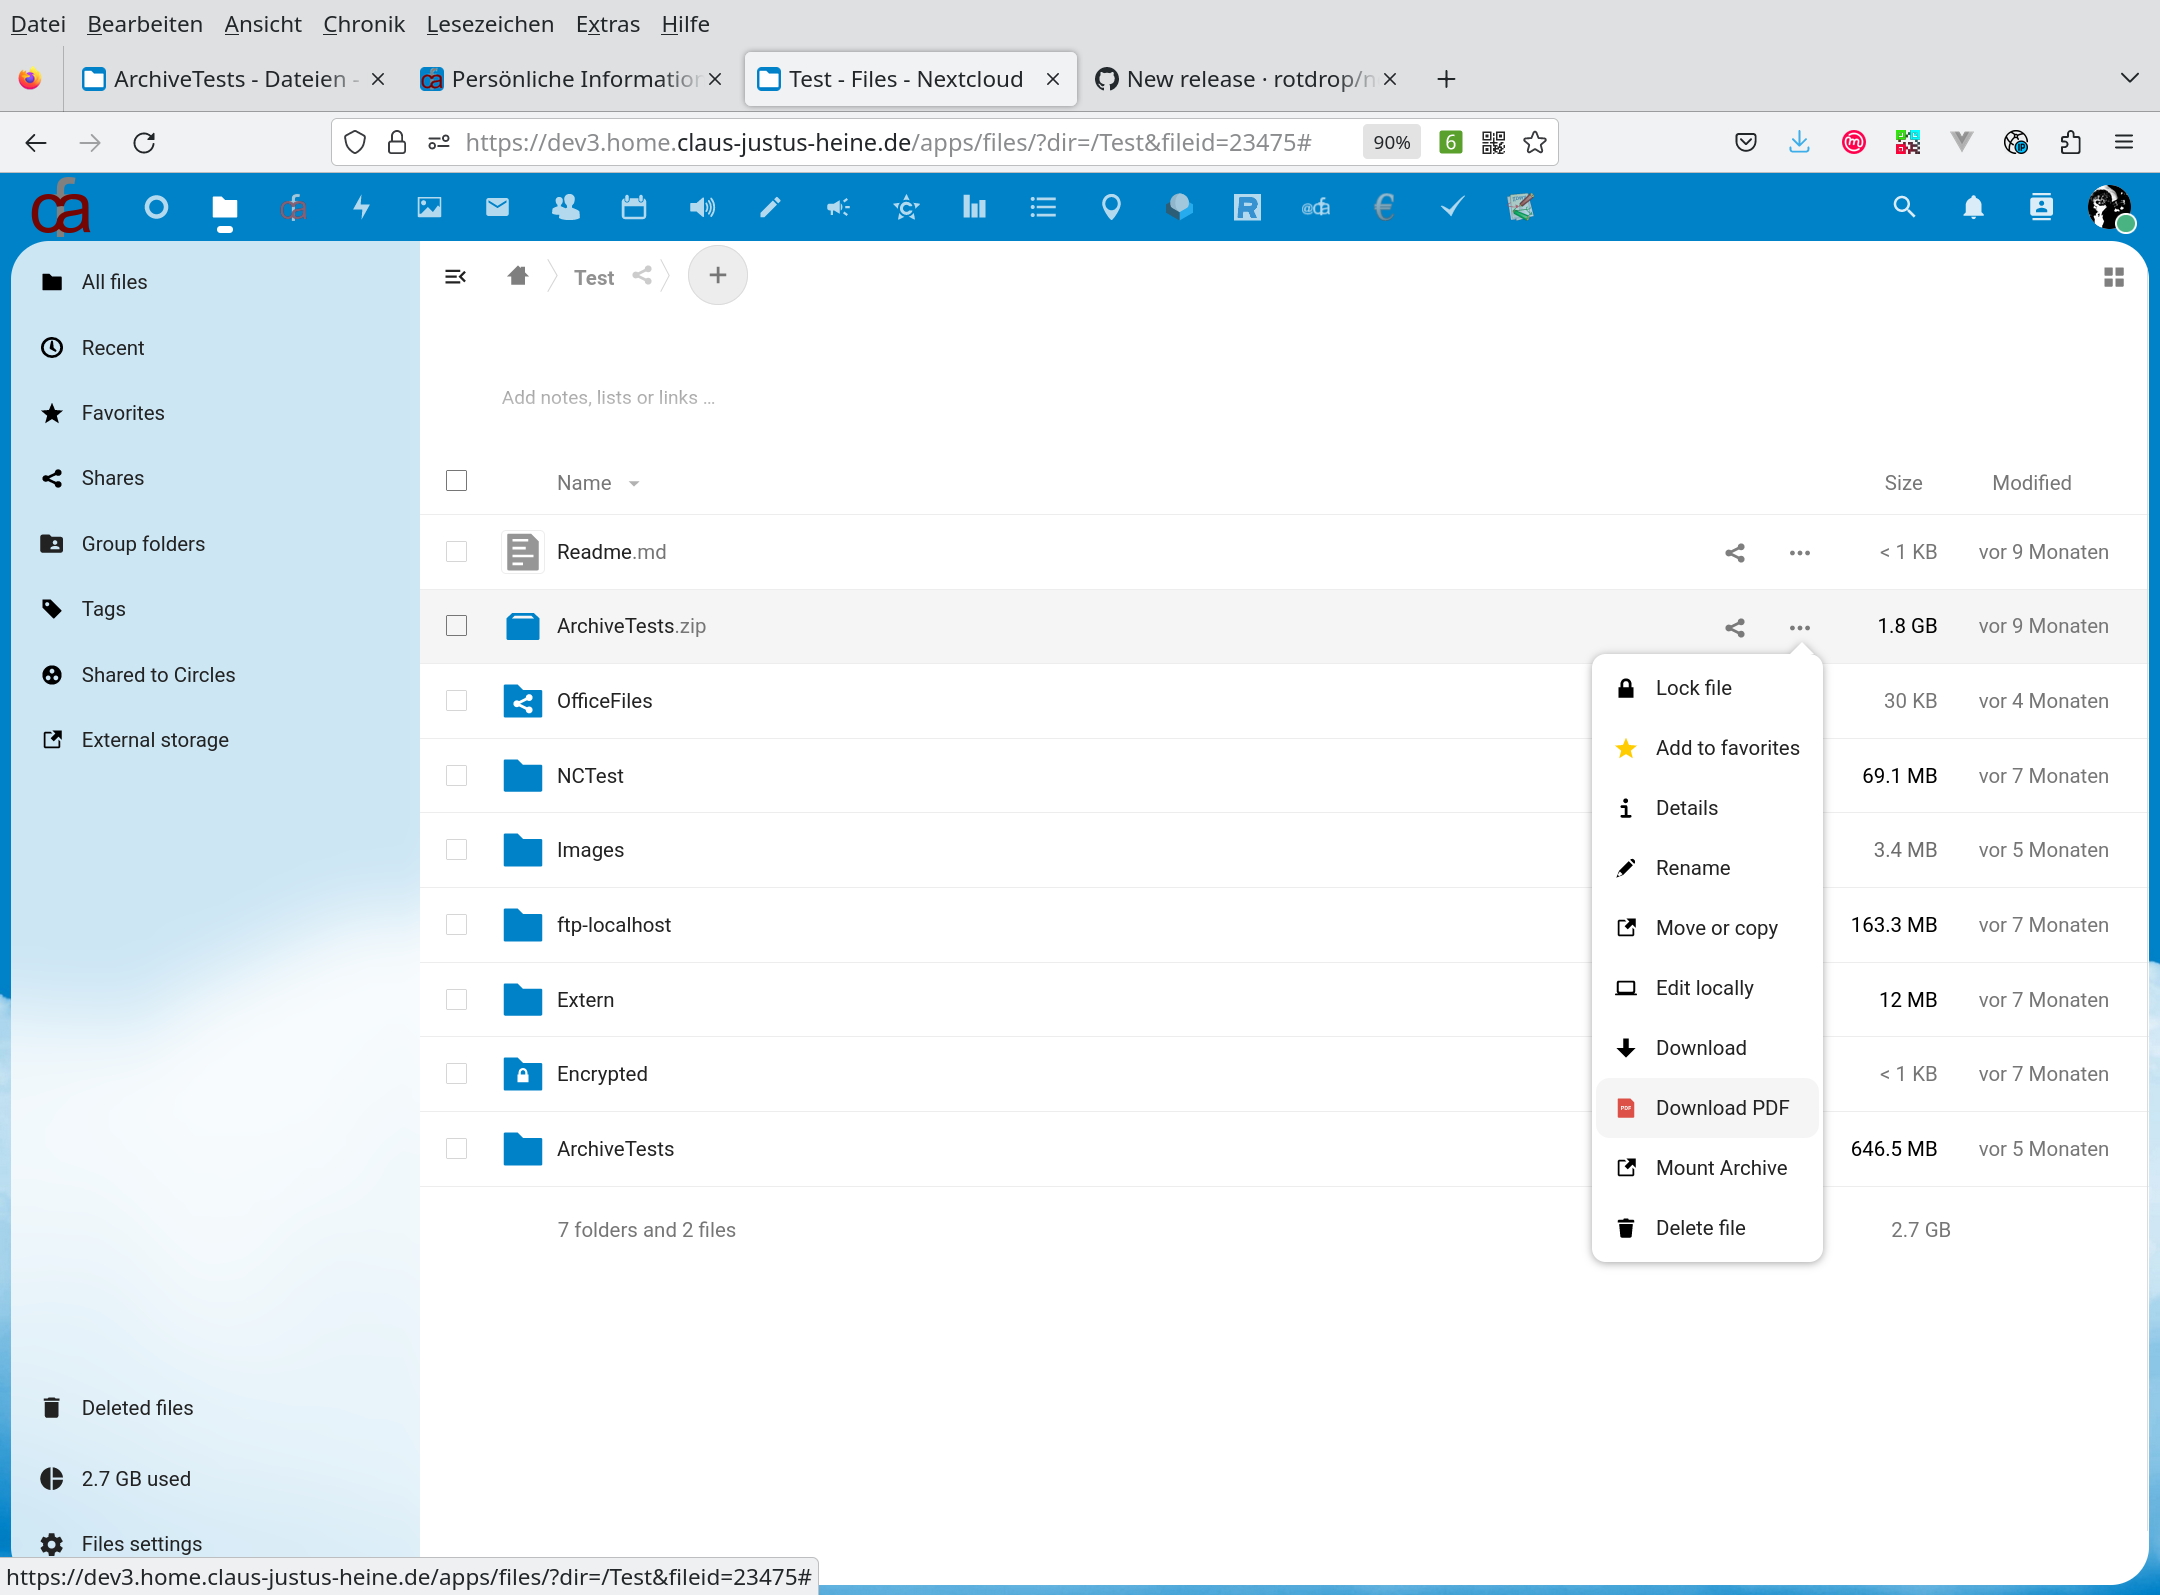 Datei Bearbeiten Ansicht Chronik Lesezeichen Extras Hilfe
ArchiveTests - Dateien -
Persönliche Information
Test - Files - Nextcloud
New release · rotdrop/n
https://dev3.home.claus-justus-heine.de/apps/files/?dir=/Test&fileid=23475#
90%
6
All files
Recent
Favorites
Shares
Group folders
Tags
Shared to Circles
External storage
Deleted files
2.7 GB used
Files settings
Test
Add notes, lists or links ...
Name Size Modified
Readme.md < 1 KB vor 9 Monaten
ArchiveTests.zip 1.8 GB vor 9 Monaten
OfficeFiles 30 KB vor 4 Monaten
NCTest 69.1 MB vor 7 Monaten
Images 3.4 MB vor 5 Monaten
ftp-localhost 163.3 MB vor 7 Monaten
Extern 12 MB vor 7 Monaten
Encrypted < 1 KB vor 7 Monaten
ArchiveTests 646.5 MB vor 5 Monaten
7 folders and 2 files 2.7 GB
Lock file
Add to favorites
Details
Rename
Move or copy
Edit locally
Download
PDF Download PDF
Mount Archive
Delete file
https://dev3.home.claus-justus-heine.de/apps/files/?dir=/Test&fileid=23475#